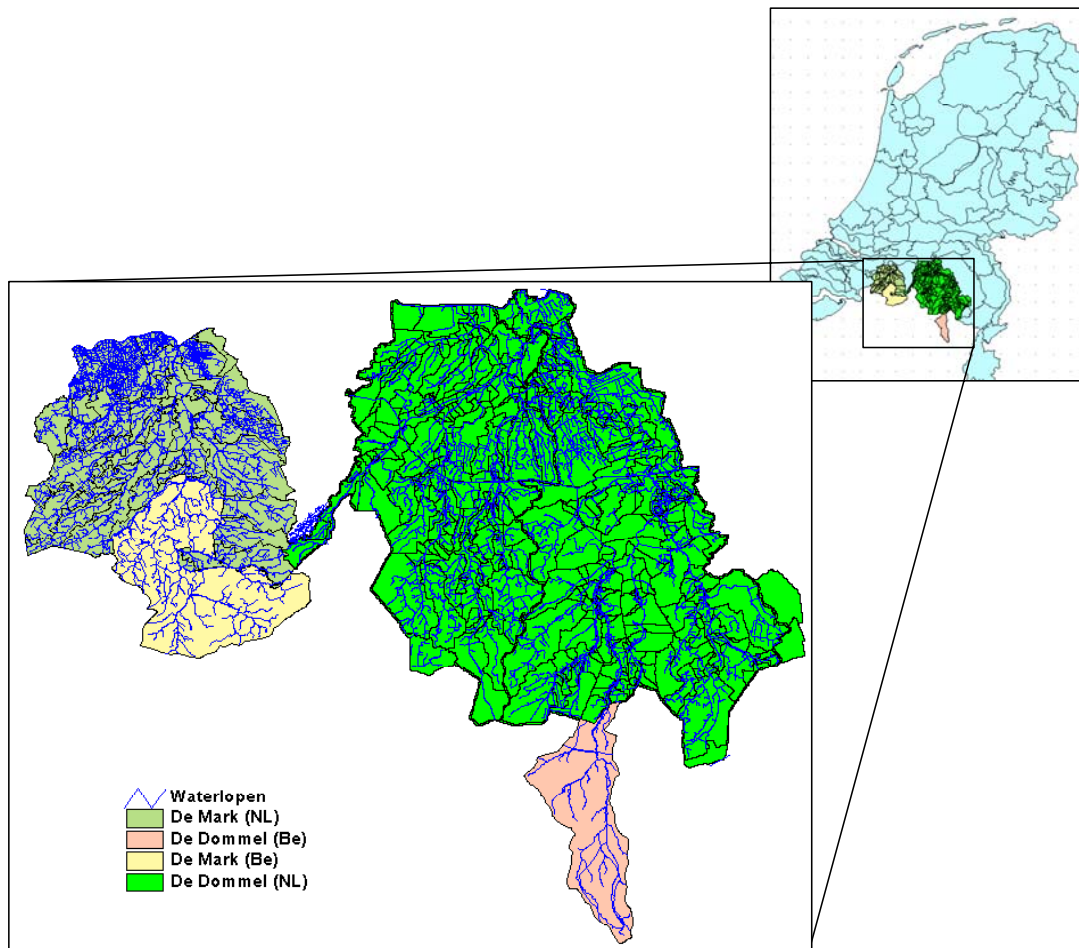 Waterlopen
De Mark (NL)
De Dommel (Be)
De Mark (Be)
De Dommel (NL)